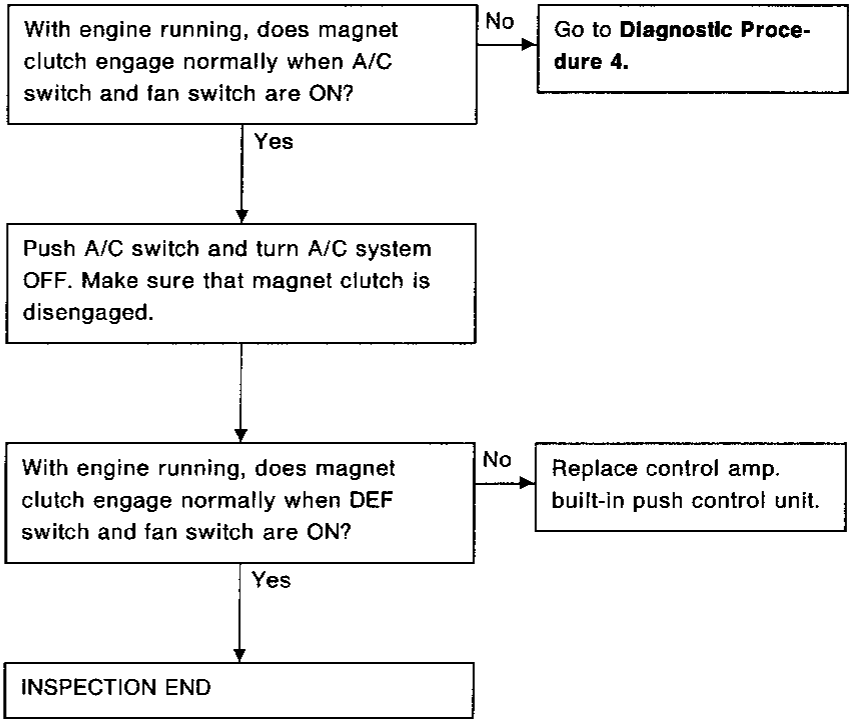 With engine running, does magnet
clutch engage normally when A/C
switch and fan switch are ON?
No
Go to Diagnostic Proce-
dure 4.
Yes
Push A/C switch and turn A/C system
OFF. Make sure that magnet clutch is
disengaged.
With engine running, does magnet
clutch engage normally when DEF
switch and fan switch are ON?
No
Replace control amp.
built-in push control unit.
Yes
INSPECTION END